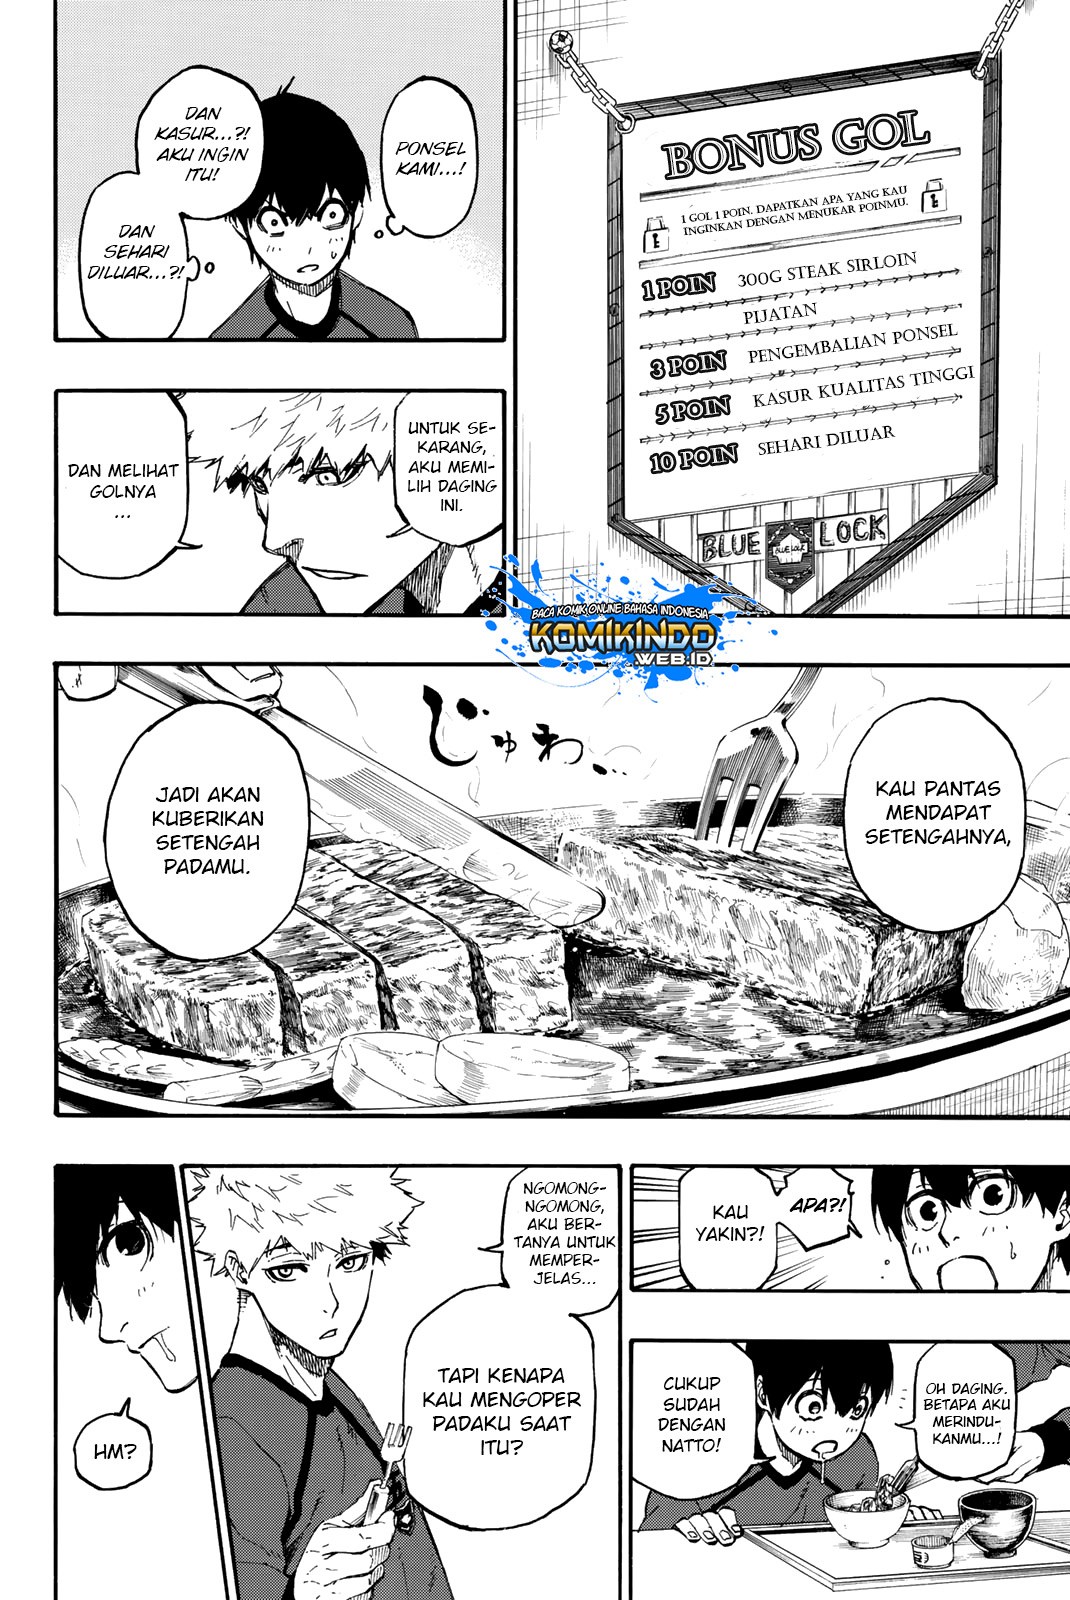 BONUS GOL
1 GOL 1 POIN. DAPATKAN APA YANG KAU
INGINKAN DENGAN MENUKAR POINMU.
1 POIN 300G STEAK SIRLOIN
PIJATAN
3 POIN PENGEMBALIAN PONSEL
5 POIN KASUR KUALITAS TINGGI
10 POIN SEHARI DILUAR
BLUE LOCK
BLUE LOCK
PONSEL
KAMI...!
DAN
KASUR...?!
AKU INGIN
ITU!
DAN
SEHARI
DILUAR...?!
UNTUK SE-
KARANG,
AKU MEMI-
LIH DAGING
INI.
DAN MELIHAT
GOLNYA
...
BACA KOMIK ONLINE BAHASA INDONESIA
KOMIKINDO
WEB.ID
じゅわ...
KAU PANTAS
MENDAPAT
SETENGAHNYA,
JADI AKAN
KUBERIKAN
SETENGAH
PADAMU.
APA?!
KAU
YAKIN?!
OH DAGING.
BETAPA AKU
MERINDU-
KANMU...!
CUKUP
SUDAH
DENGAN
NATTO!
NGOMONG-
NGOMONG,
AKU BER-
TANYA UNTUK
MEMPER-
JELAS...
TAPI KENAPA
KAU MENGOPER
PADAKU SAAT
ITU?
HM?